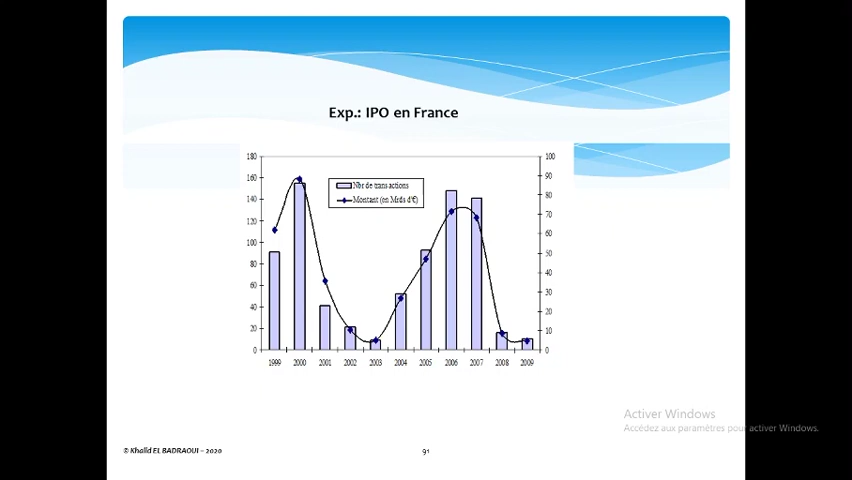 Exp.: IPO en France
180 100
160 90
140 80
120 70
100 60
80 50
60 40
40 30
20 20
0 10
0
Nbr de transactions
Montant (en Mrds d'€)
1999 2000 2001 2002 2003 2004 2005 2006 2007 2008 2009
Activer Windows
Accédez aux paramètres pour activer Windows.
© Khalid EL BADRAOUI – 2020 91